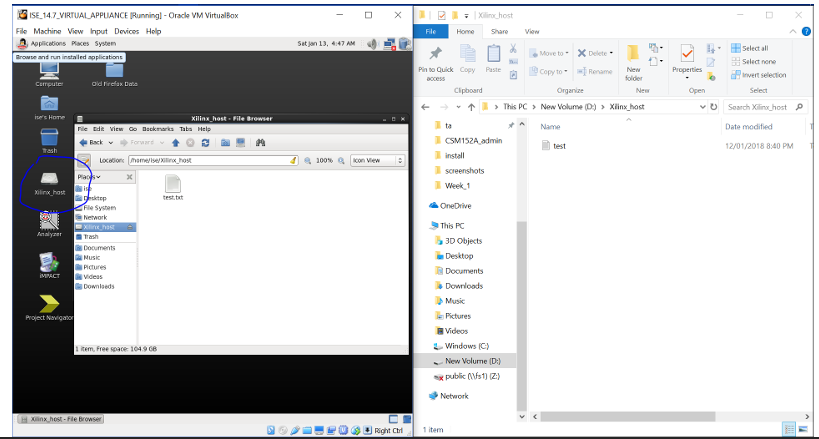 ISE_14.7_VIRTUAL_APPLIANCE [Running] - Oracle VM VirtualBox
File Machine View Input Devices Help
Applications Places System
Sat Jan 13, 4:47 AM
Browse and run installed applications
Computer
Old Firefox Data
ise's Home
Trash
Xilinx_host
Analyzer
iMPACT
Project Navigator
Xilinx_host - File Browser
File Edit View Go Bookmarks Tabs Help
Back Forward
Location: /home/ise/Xilinx_host
100% Icon View
Places
ise
Desktop
File System
Network
Xilinx_host
Trash
Documents
Music
Pictures
Videos
Downloads
test.txt
1 item, Free space: 104.9 GB
Xilinx_host - File Browser
Right Ctrl
Xilinx_host
File Home Share View
Pin to Quick access
Copy
Paste
Clipboard
Move to
Copy to
Delete
Rename
Organize
New folder
New
Properties
Open
Select all
Select none
Invert selection
Select
This PC > New Volume (D:) > Xilinx_host
Search Xilinx_host
ta
CSM152A_admin
install
screenshots
Week_1
OneDrive
This PC
3D Objects
Desktop
Documents
Downloads
Music
Pictures
Videos
Windows (C:)
New Volume (D:)
public (\\fs1) (Z:)
Network
Name
Date modified
T
test
12/01/2018 8:40 PM
T
1 item